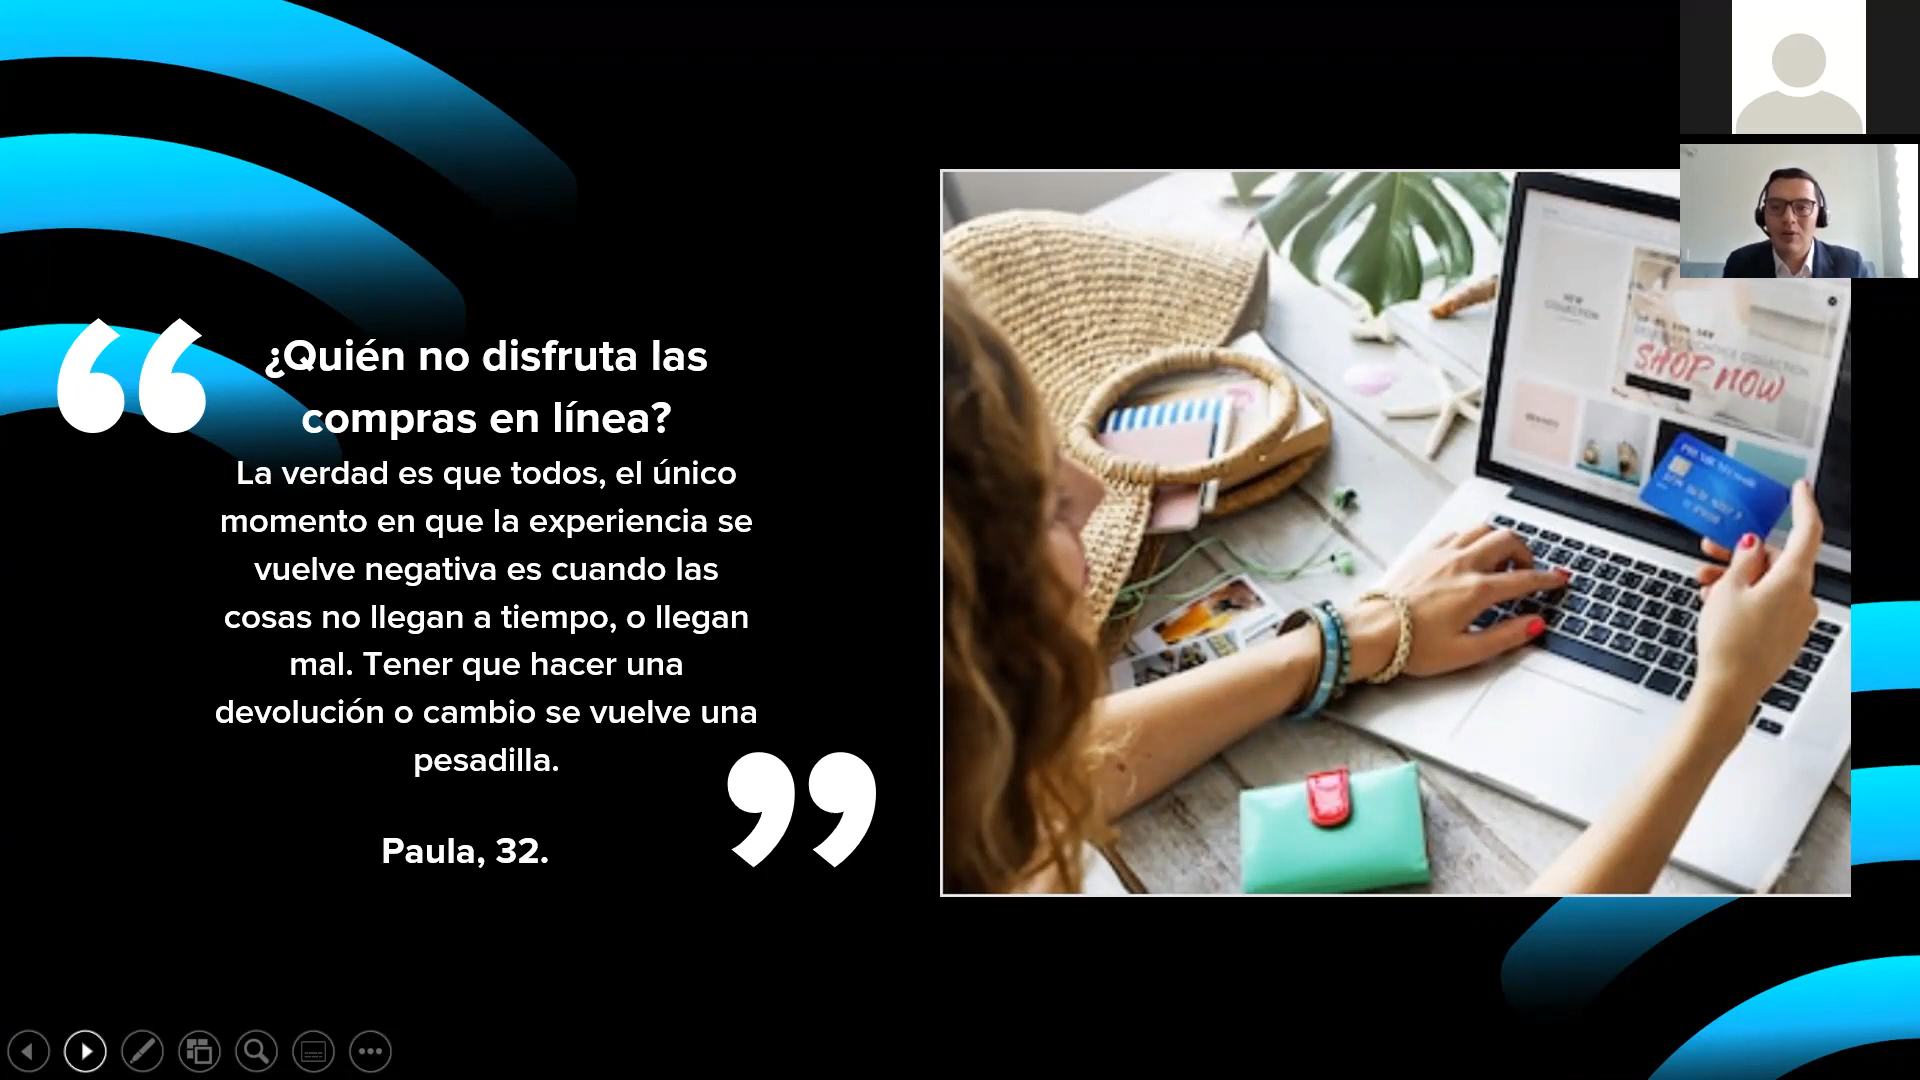 ¿Quién no disfruta las
compras en línea?
La verdad es que todos, el único
momento en que la experiencia se
vuelve negativa es cuando las
cosas no llegan a tiempo, o llegan
mal. Tener que hacer una
devolución o cambio se vuelve una
pesadilla.
Paula, 32.
NEW
COLLECTION
SHOP NOW